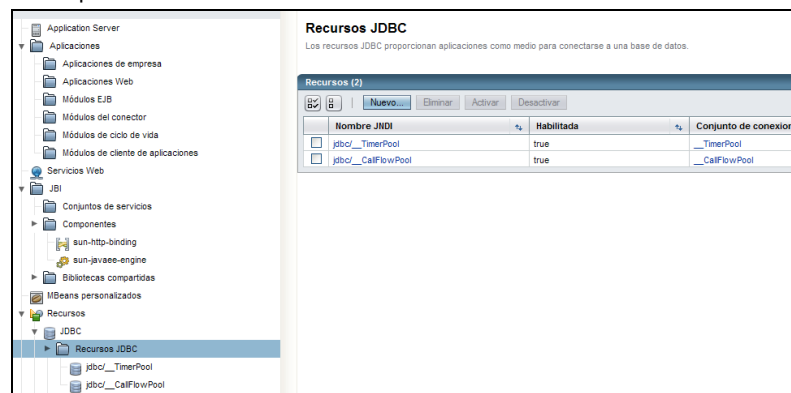 Application Server
Aplicaciones
Aplicaciones de empresa
Aplicaciones Web
Módulos EJB
Módulos del conector
Módulos de ciclo de vida
Módulos de cliente de aplicaciones
Servicios Web
JBI
Conjuntos de servicios
Componentes
sun-http-binding
sun-javaee-engine
Bibliotecas compartidas
MBeans personalizados
Recursos
JDBC
Recursos JDBC
jdbc/__TimerPool
jdbc/__CallFlowPool
Recursos JDBC
Los recursos JDBC proporcionan aplicaciones como medio para conectarse a una base de datos.
Recursos (2)
Nuevo... Eliminar Activar Desactivar
Nombre JNDI Habilitada Conjunto de conexion
jdbc/__TimerPool true __TimerPool
jdbc/__CallFlowPool true __CallFlowPool